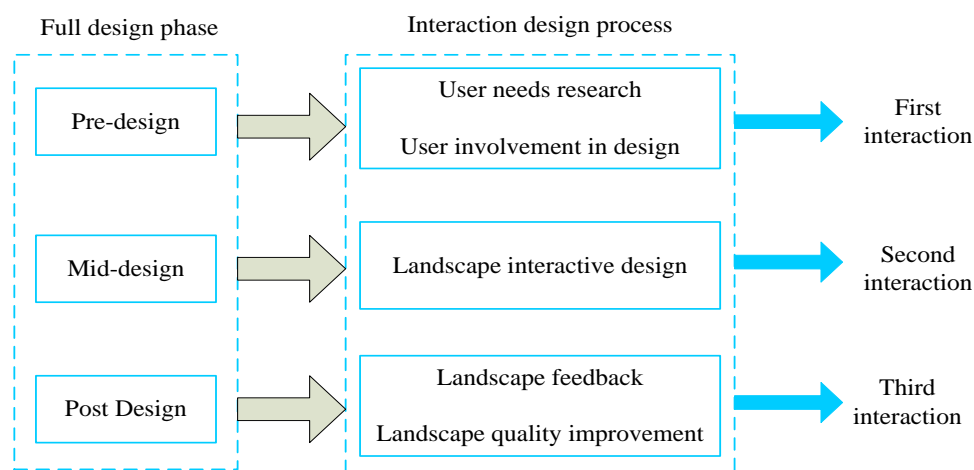 Full design phase
Interaction design process
Pre-design
User needs research
User involvement in design
First
interaction
Mid-design
Landscape interactive design
Second
interaction
Post Design
Landscape feedback
Landscape quality improvement
Third
interaction